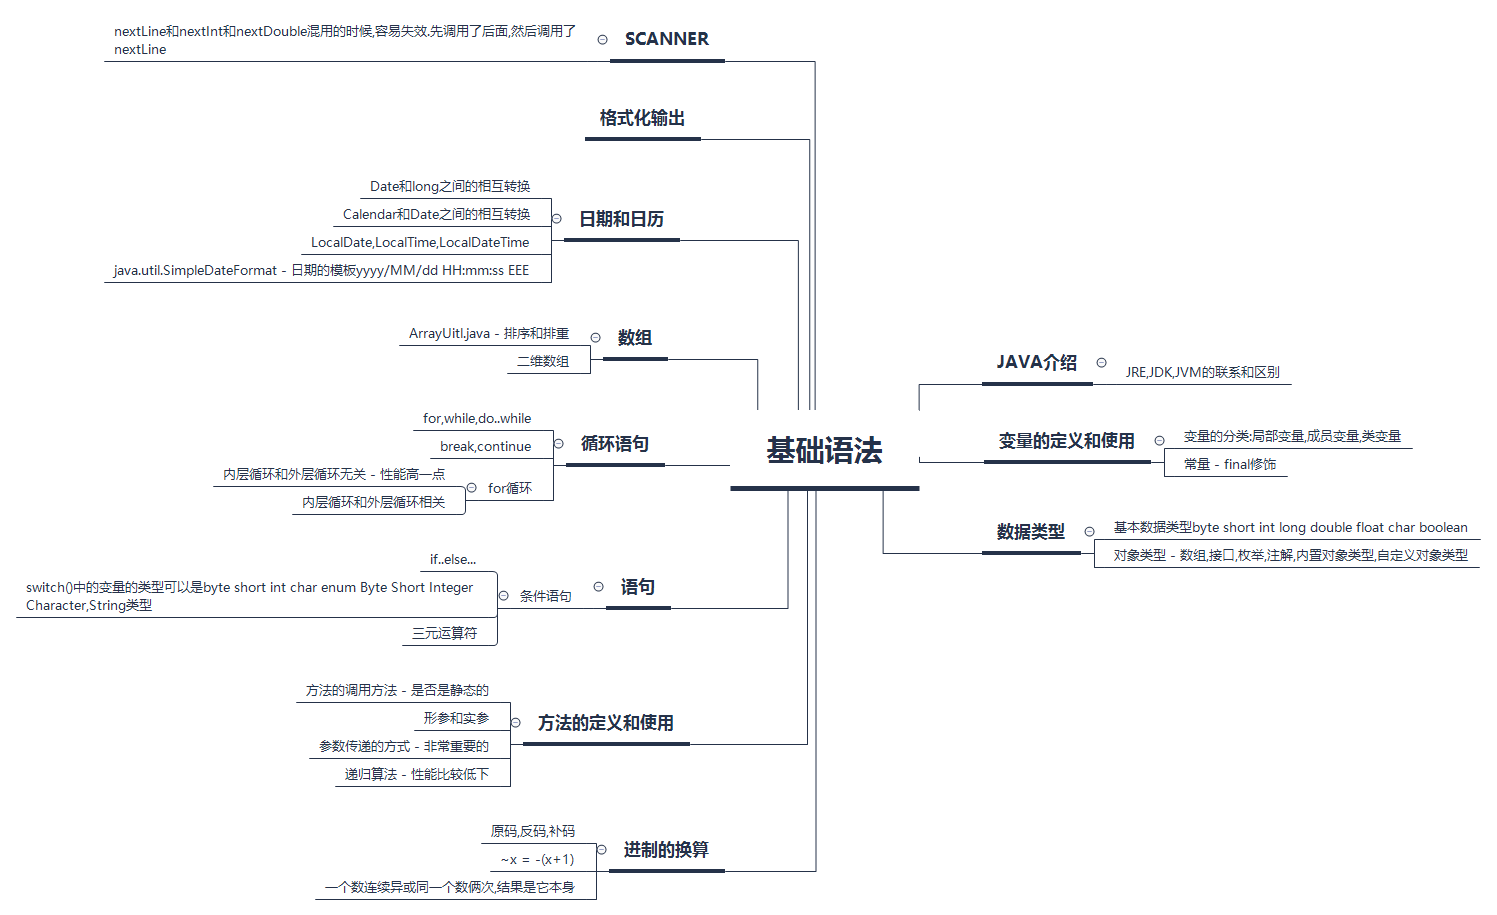 nextLine和nextInt和nextDouble混用的时候,容易失效.先调用了后面,然后调用了
nextLine
SCANNER
格式化输出
Date和long之间的相互转换
Calendar和Date之间的相互转换
LocalDate,LocalTime,LocalDateTime
java.util.SimpleDateFormat - 日期的模板yyyy/MM/dd HH:mm:ss EEE
日期和日历
ArrayUitl.java - 排序和排重
二维数组
数组
for,while,do..while
break,continue
内层循环和外层循环无关 - 性能高一点
内层循环和外层循环相关
for循环
循环语句
if..else...
switch()中的变量的类型可以是byte short int char enum Byte Short Integer
Character,String类型
三元运算符
条件语句
语句
方法的调用方法 - 是否是静态的
形参和实参
参数传递的方式 - 非常重要的
递归算法 - 性能比较低下
方法的定义和使用
原码,反码,补码
~x = -(x+1)
一个数连续异或同一个数俩次,结果是它本身
进制的换算
基础语法
JAVA介绍
JRE,JDK,JVM的联系和区别
变量的定义和使用
变量的分类:局部变量,成员变量,类变量
常量 - final修饰
数据类型
基本数据类型byte short int long double float char boolean
对象类型 - 数组,接口,枚举,注解,内置对象类型,自定义对象类型